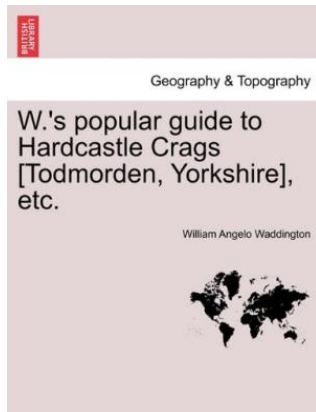 BRITISH
LIBRARY
Geography & Topography
W.'s popular guide to
Hardcastle Crags
[Todmorden, Yorkshire],
etc.
William Angelo Waddington